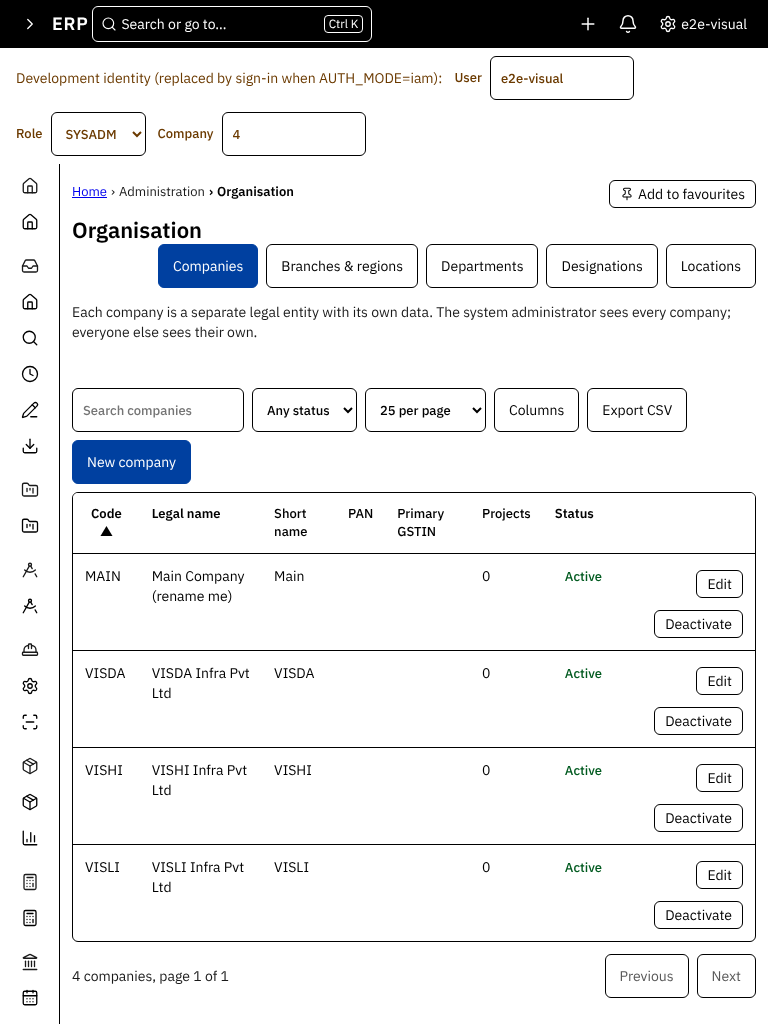 ERP
Search or go to...
Ctrl K
e2e-visual
Development identity (replaced by sign-in when AUTH_MODE=iam):
User
e2e-visual
Role
SYSADM
Company
4
Home › Administration › Organisation
Add to favourites
Organisation
Companies
Branches & regions
Departments
Designations
Locations
Each company is a separate legal entity with its own data. The system administrator sees every company;
everyone else sees their own.
Search companies
Any status
25 per page
Columns
Export CSV
New company
Code ▲
Legal name
Short name
PAN
Primary GSTIN
Projects
Status
MAIN
Main Company
(rename me)
Main
0
Active
Edit
Deactivate
VISDA
VISDA Infra Pvt
Ltd
VISDA
0
Active
Edit
Deactivate
VISHI
VISHI Infra Pvt
Ltd
VISHI
0
Active
Edit
Deactivate
VISLI
VISLI Infra Pvt
Ltd
VISLI
0
Active
Edit
Deactivate
4 companies, page 1 of 1
Previous
Next